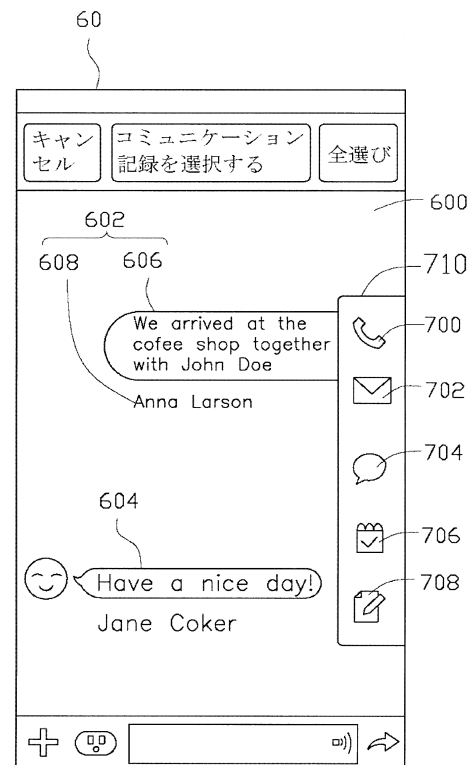 60
キャン
セル
コミュニケーション
記録を選択する
全選び
600
602
608
606
710
We arrived at the
cofee shop together
with John Doe
700
702
Anna Larson
704
604
706
Have a nice day!
708
Jane Coker